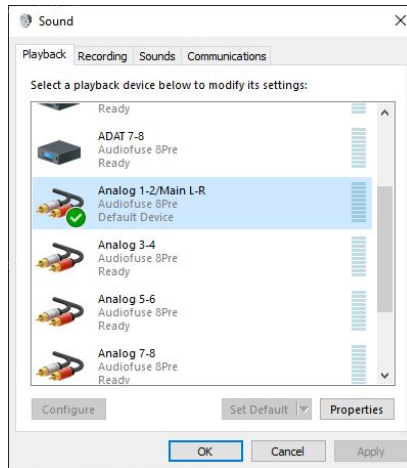 Sound
Playback Recording Sounds Communications
Select a playback device below to modify its settings:
Ready
ADAT 7-8
Audiofuse 8Pre
Ready
Analog 1-2/Main L-R
Audiofuse 8Pre
Default Device
Analog 3-4
Audiofuse 8Pre
Ready
Analog 5-6
Audiofuse 8Pre
Ready
Analog 7-8
Audiofuse 8Pre
Ready
Configure Set Default Properties
OK Cancel Apply